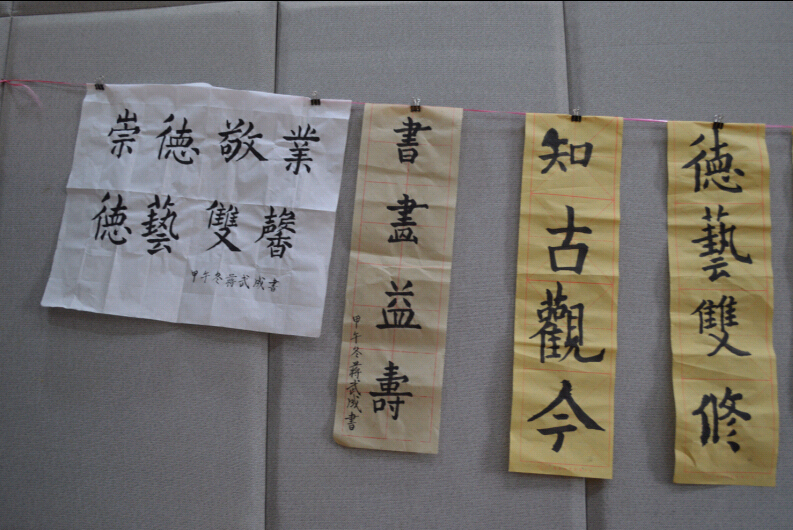 崇德敬業
德藝雙馨
甲午冬蔣武成書
書畫益壽
甲午冬蔣武成書
知古觀今
德藝雙修